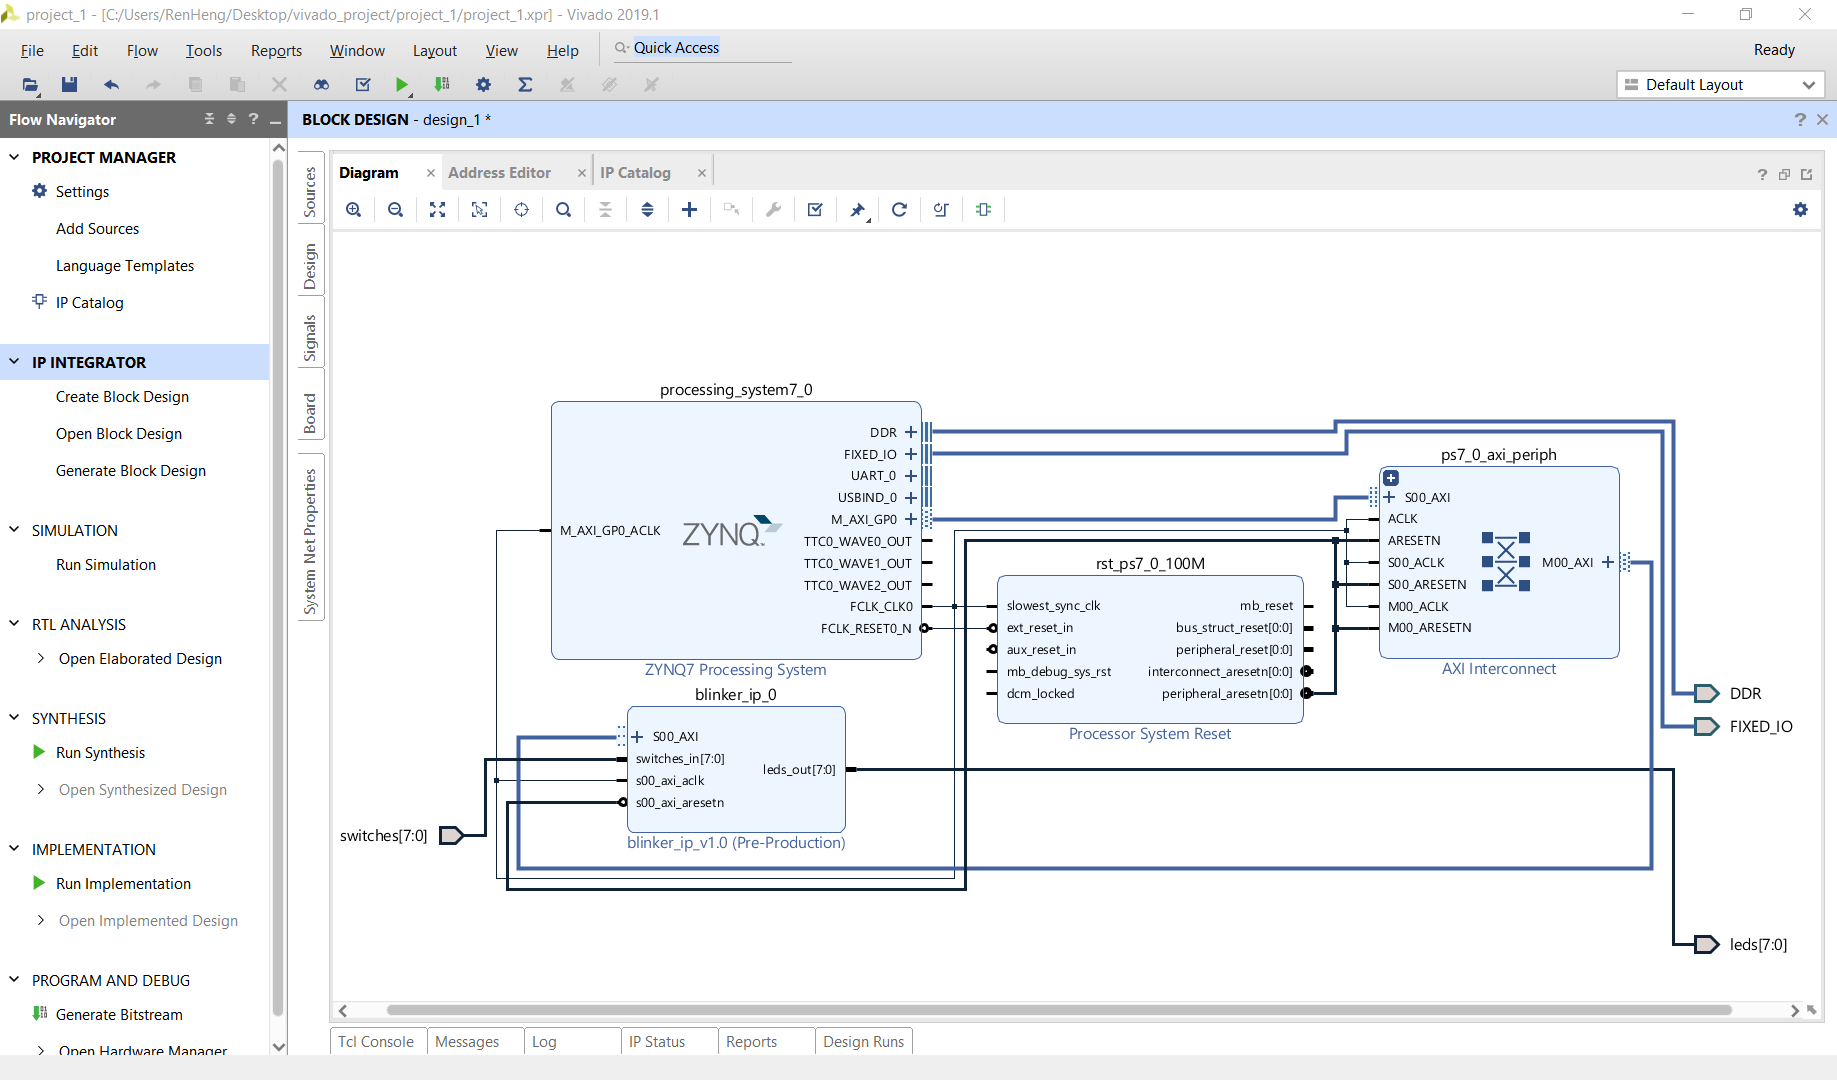 project_1 - [C:/Users/RenHeng/Desktop/vivado_project/project_1/project_1.xpr] - Vivado 2019.1
File Edit Flow Tools Reports Window Layout View Help Quick Access Ready
Default Layout
Flow Navigator
PROJECT MANAGER
Settings
Add Sources
Language Templates
IP Catalog
IP INTEGRATOR
Create Block Design
Open Block Design
Generate Block Design
SIMULATION
Run Simulation
RTL ANALYSIS
Open Elaborated Design
SYNTHESIS
Run Synthesis
Open Synthesized Design
IMPLEMENTATION
Run Implementation
Open Implemented Design
PROGRAM AND DEBUG
Generate Bitstream
Open Hardware Manager
BLOCK DESIGN - design_1 *
Sources
Design
Signals
Board
System Net Properties
Diagram Address Editor IP Catalog
processing_system7_0
DDR
FIXED_IO
UART_0
USBIND_0
M_AXI_GP0
TTC0_WAVE0_OUT
TTC0_WAVE1_OUT
TTC0_WAVE2_OUT
FCLK_CLK0
FCLK_RESET0_N
M_AXI_GP0_ACLK
ZYNQ
ZYNQ7 Processing System
blinker_ip_0
S00_AXI
switches_in[7:0]
s00_axi_aclk
s00_axi_aresetn
leds_out[7:0]
blinker_ip_v1.0 (Pre-Production)
switches[7:0]
rst_ps7_0_100M
slowest_sync_clk
ext_reset_in
aux_reset_in
mb_debug_sys_rst
dcm_locked
mb_reset
bus_struct_reset[0:0]
peripheral_reset[0:0]
interconnect_aresetn[0:0]
peripheral_aresetn[0:0]
Processor System Reset
ps7_0_axi_periph
S00_AXI
ACLK
ARESETN
S00_ACLK
S00_ARESETN
M00_ACLK
M00_ARESETN
M00_AXI
AXI Interconnect
DDR
FIXED_IO
leds[7:0]
Tcl Console Messages Log IP Status Reports Design Runs